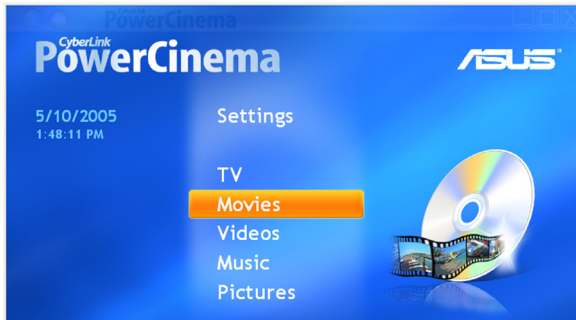 PowerCinema
CyberLink
PowerCinema
ASUS
5/10/2005
1:48:11 PM
Settings
TV
Movies
Videos
Music
Pictures